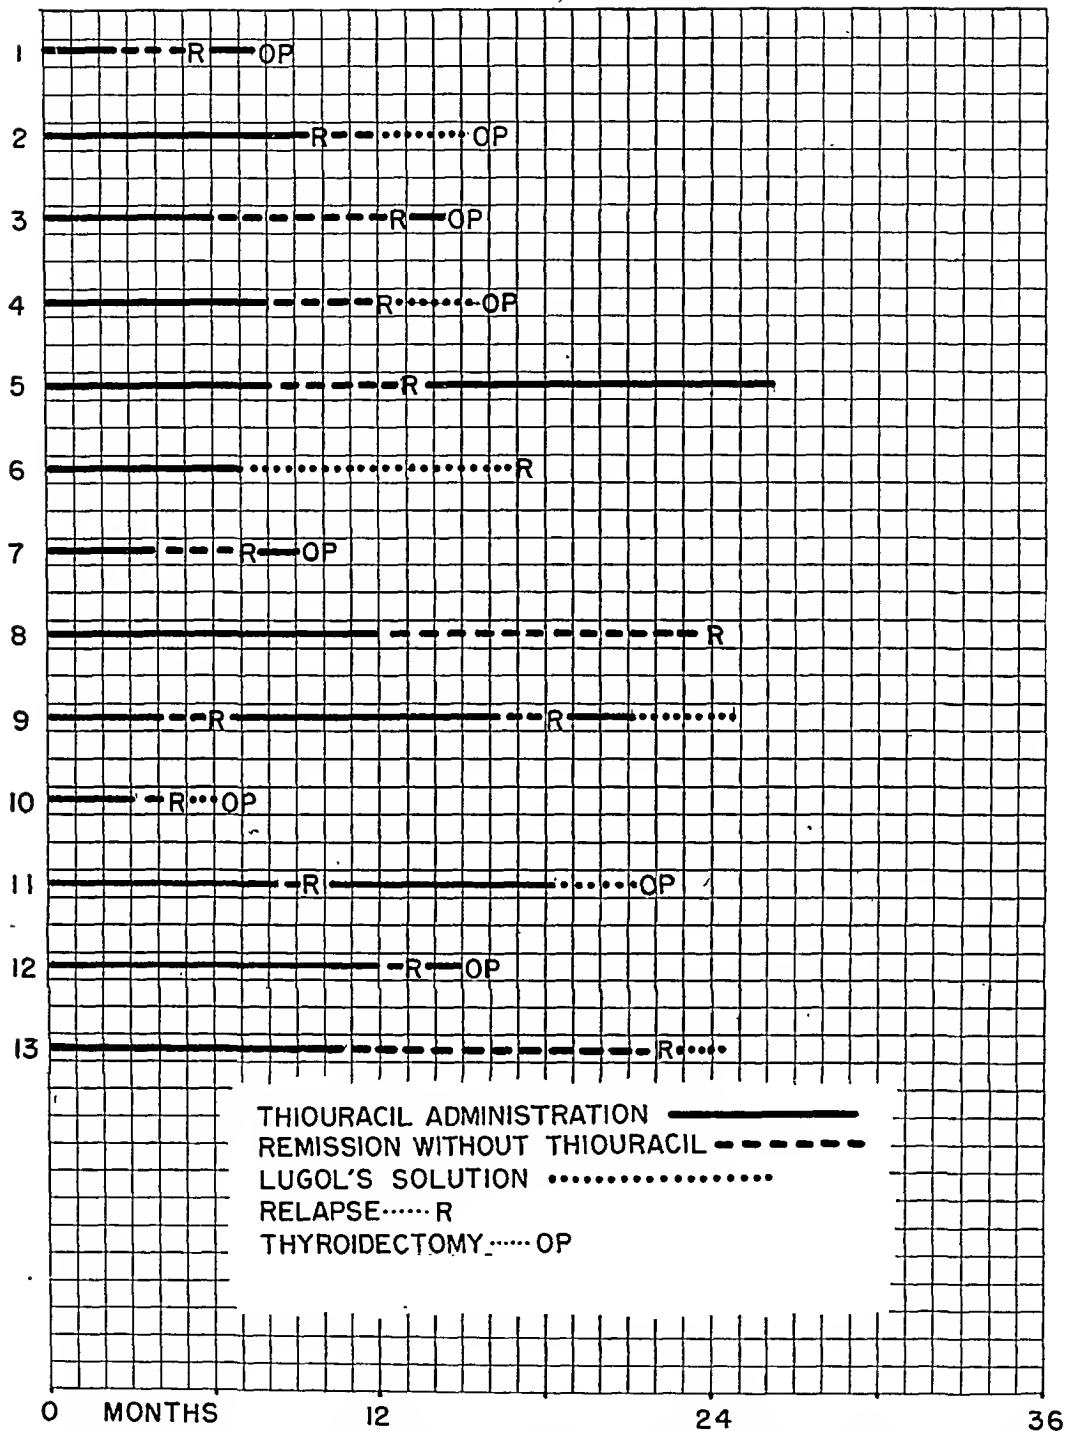 1 R OP
2 R OP
3 R OP
4 R OP
5 R
6 R
7 R OP
8 R
9 R R
10 R OP
11 R OP
12 R OP
13 R
THIOURACIL ADMINISTRATION
REMISSION WITHOUT THIOURACIL
LUGOL'S SOLUTION
RELAPSE...... R
THYROIDECTOMY ...... OP
0 MONTHS 12 24 36